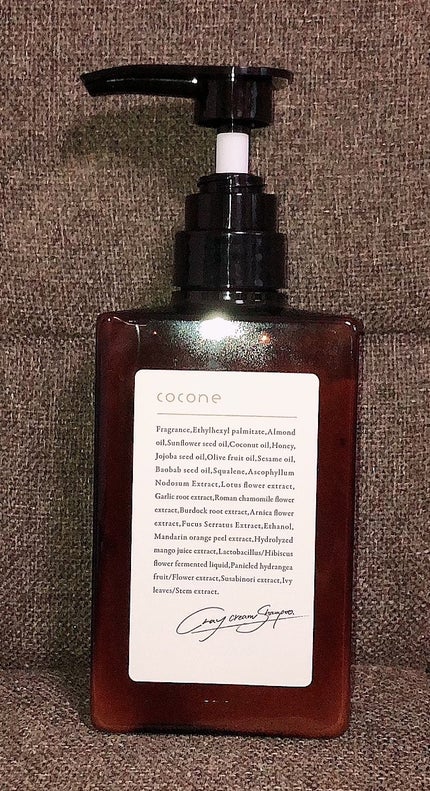 cocone
Fragrance,Ethylhexyl palmitate,Almond
oil,Sunflower seed oil,Coconut oil,Honey,
Jojoba seed oil,Olive fruit oil,Sesame oil,
Baobab seed oil,Squalene,Ascophyllum
Nodosum Extract,Lotus flower extract,
Garlic root extract,Roman chamomile flower
extract,Burdock root extract,Arnica flower
extract,Fucus Serratus Extract,Ethanol,
Mandarin orange peel extract,Hydrolyzed
mango juice extract,Lactobacillus/Hibiscus
flower fermented liquid,Panicled hydrangea
fruit/Flower extract,Susabinori extract,Ivy
leaves/Stem extract.
Clay cream Shampoo.